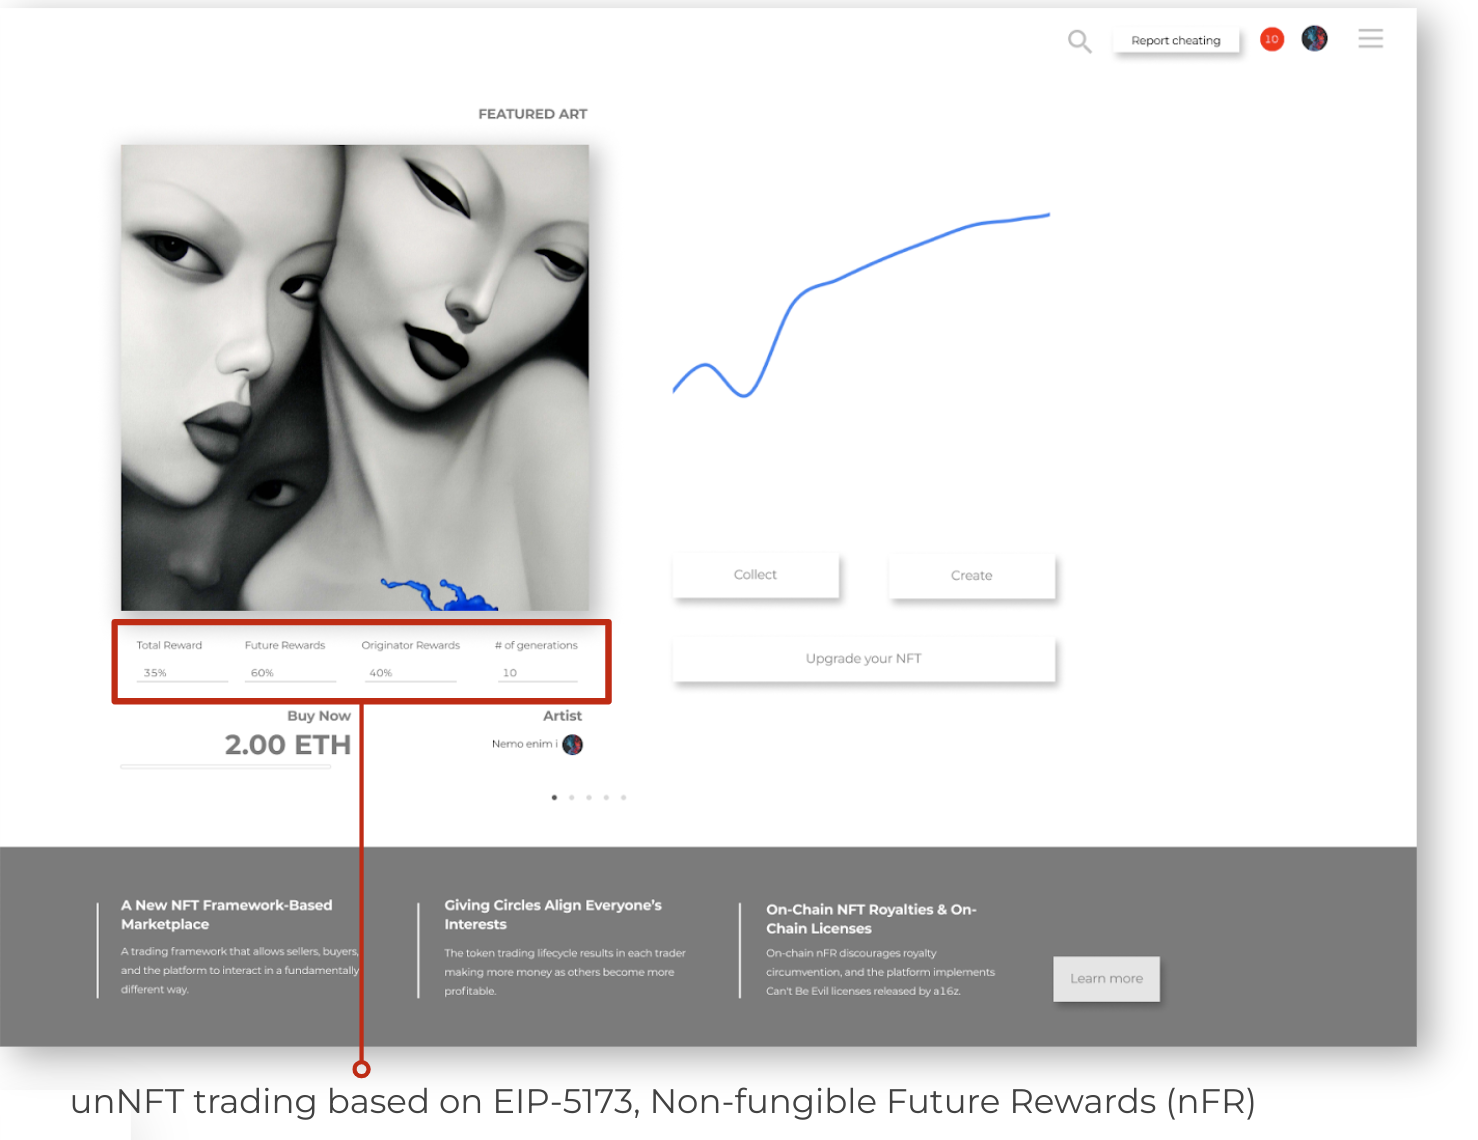 Report cheating
10
FEATURED ART
Total Reward Future Rewards Originator Rewards # of generations
35% 60% 40% 10
Buy Now
2.00 ETH
Artist
Nemo enim i
Collect
Create
Upgrade your NFT
A New NFT Framework-Based
Marketplace
A trading framework that allows sellers, buyers,
and the platform to interact in a fundamentally
different way.
Giving Circles Align Everyone's
Interests
The token trading lifecycle results in each trader
making more money as others become more
profitable.
On-Chain NFT Royalties & On-
Chain Licenses
On-chain nFR discourages royalty
circumvention, and the platform implements
Can't Be Evil licenses released by a16z.
Learn more
unNFT trading based on EIP-5173, Non-fungible Future Rewards (nFR)